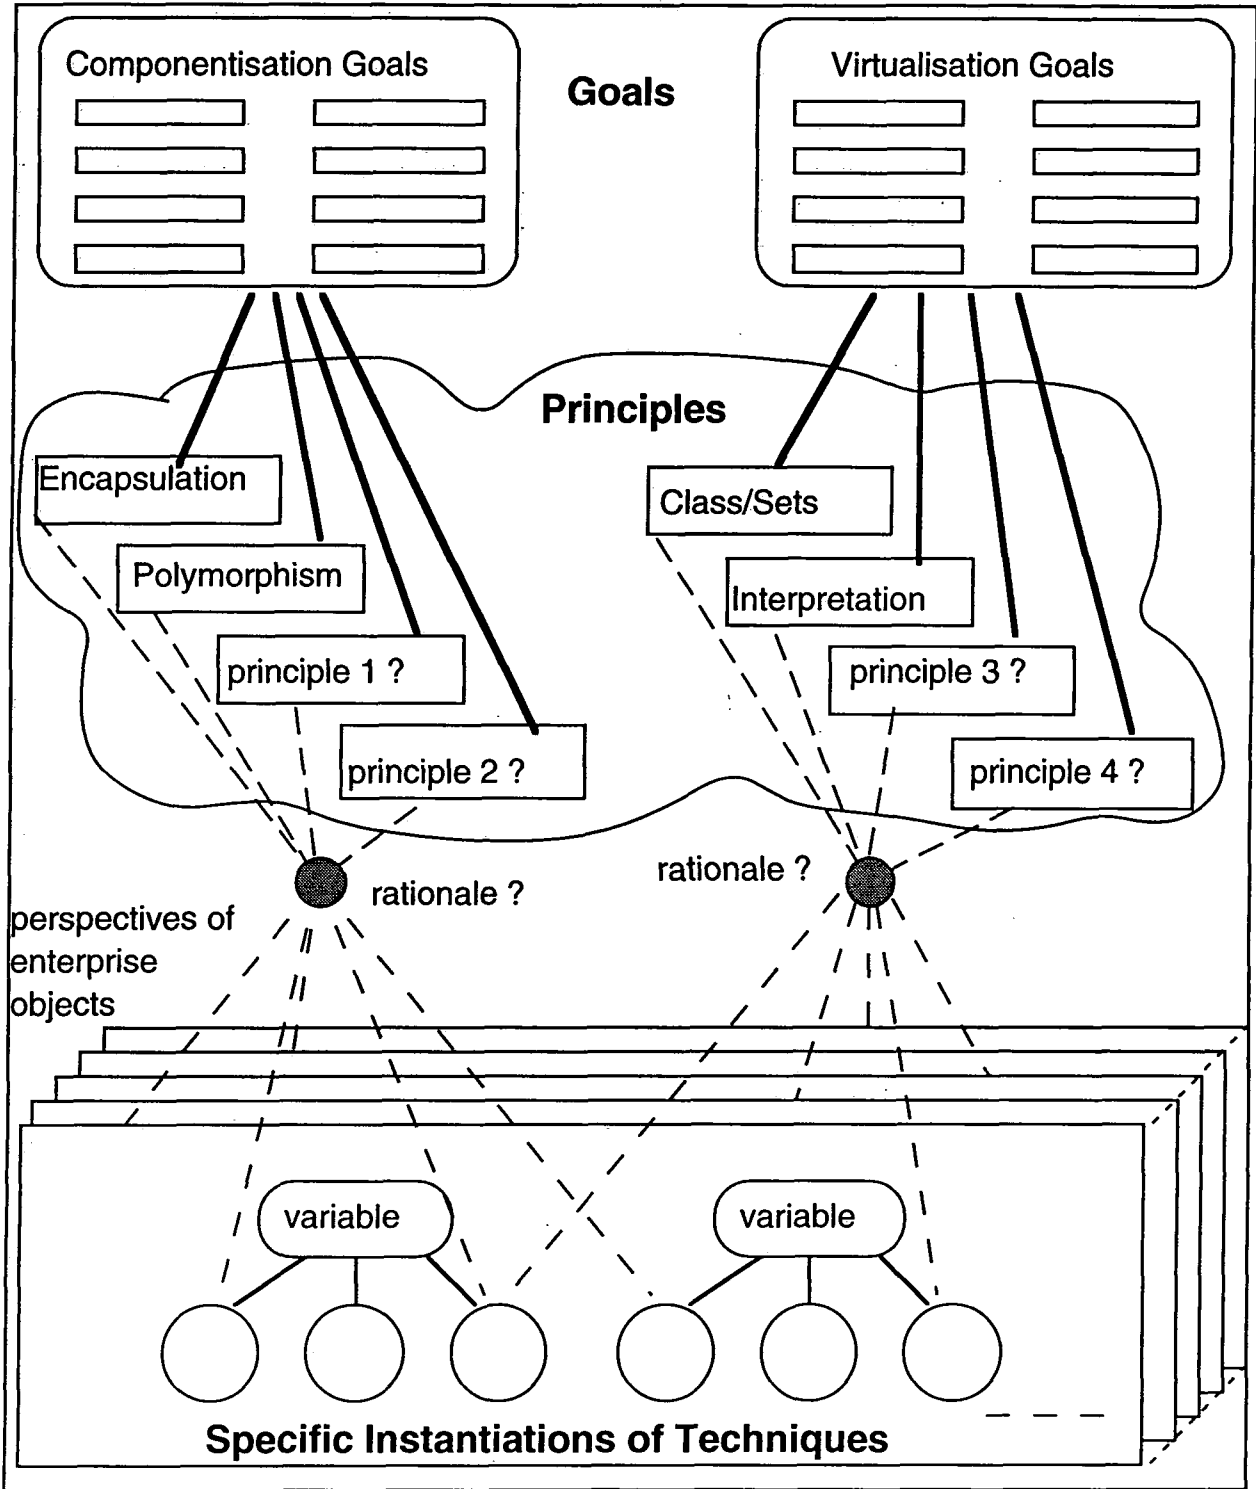 Componentisation Goals
Goals
Virtualisation Goals
Principles
Encapsulation
Polymorphism
principle 1 ?
principle 2 ?
Class/Sets
Interpretation
principle 3 ?
principle 4 ?
rationale ?
rationale ?
perspectives of
enterprise
objects
variable
variable
Specific Instantiations of Techniques